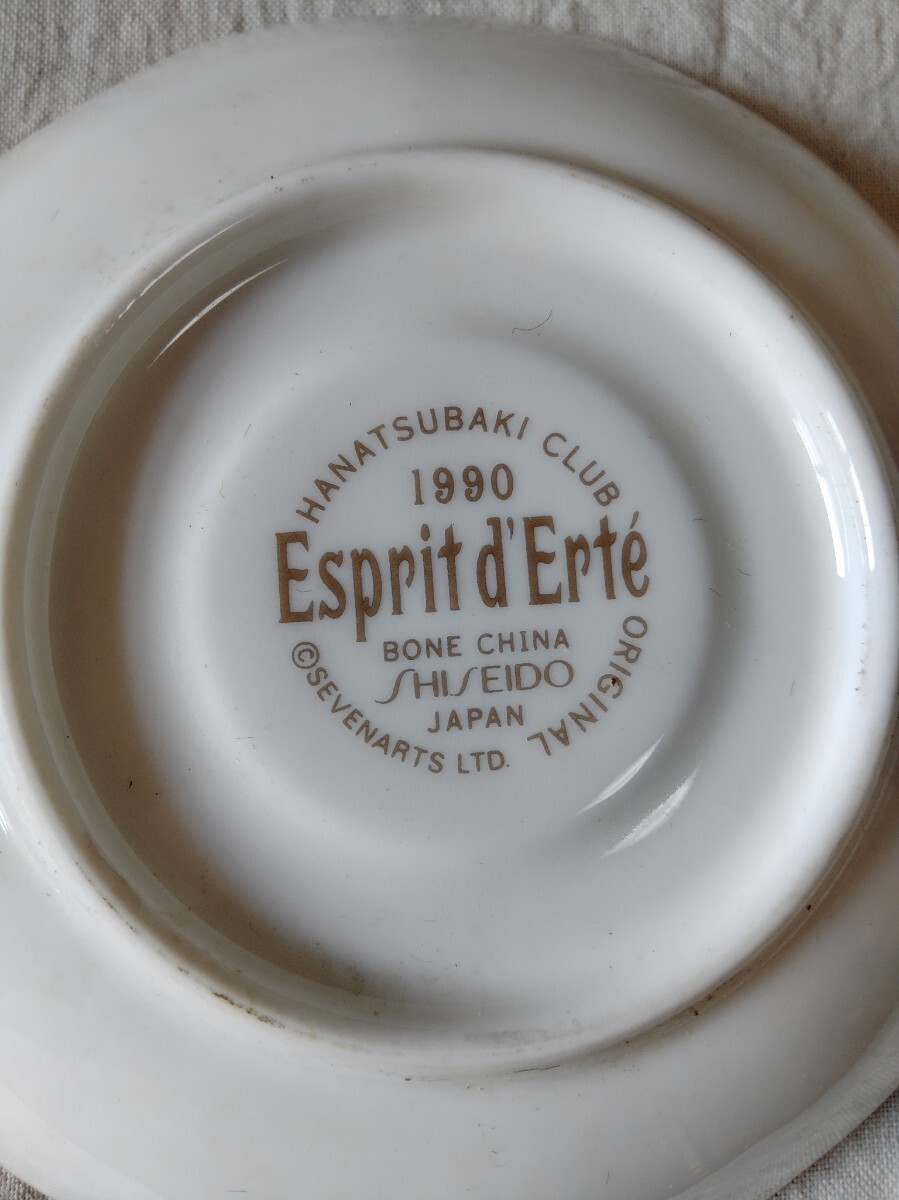 HANATSUBAKI CLUB ORIGINAL
1990
Esprit d'Erté
BONE CHINA
SHISEIDO
JAPAN
©SEVENARTS LTD.